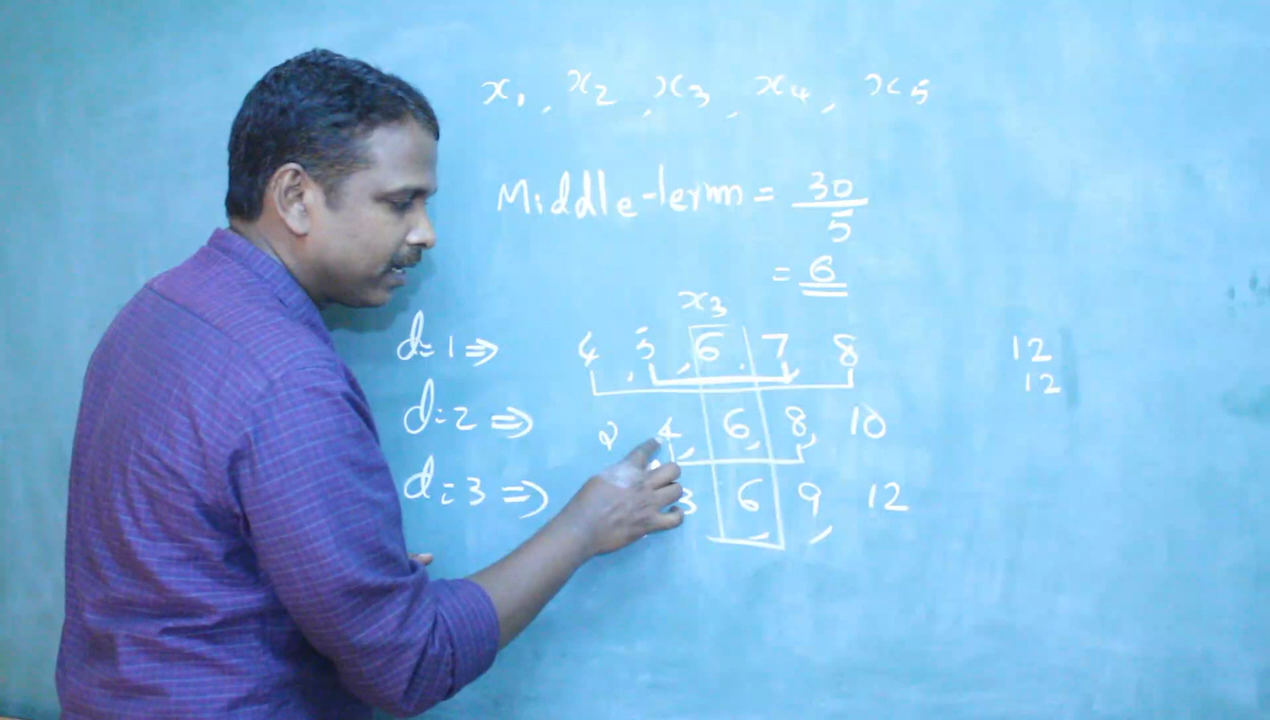 x1, x2, x3, x4, x5
Middle-term = 30/5
= 6
x3
d=1 ⇒ 4, 5, 6, 7, 8
12
12
d=2 ⇒ 2 4, 6, 8, 10
d=3 ⇒ 3 6, 9, 12